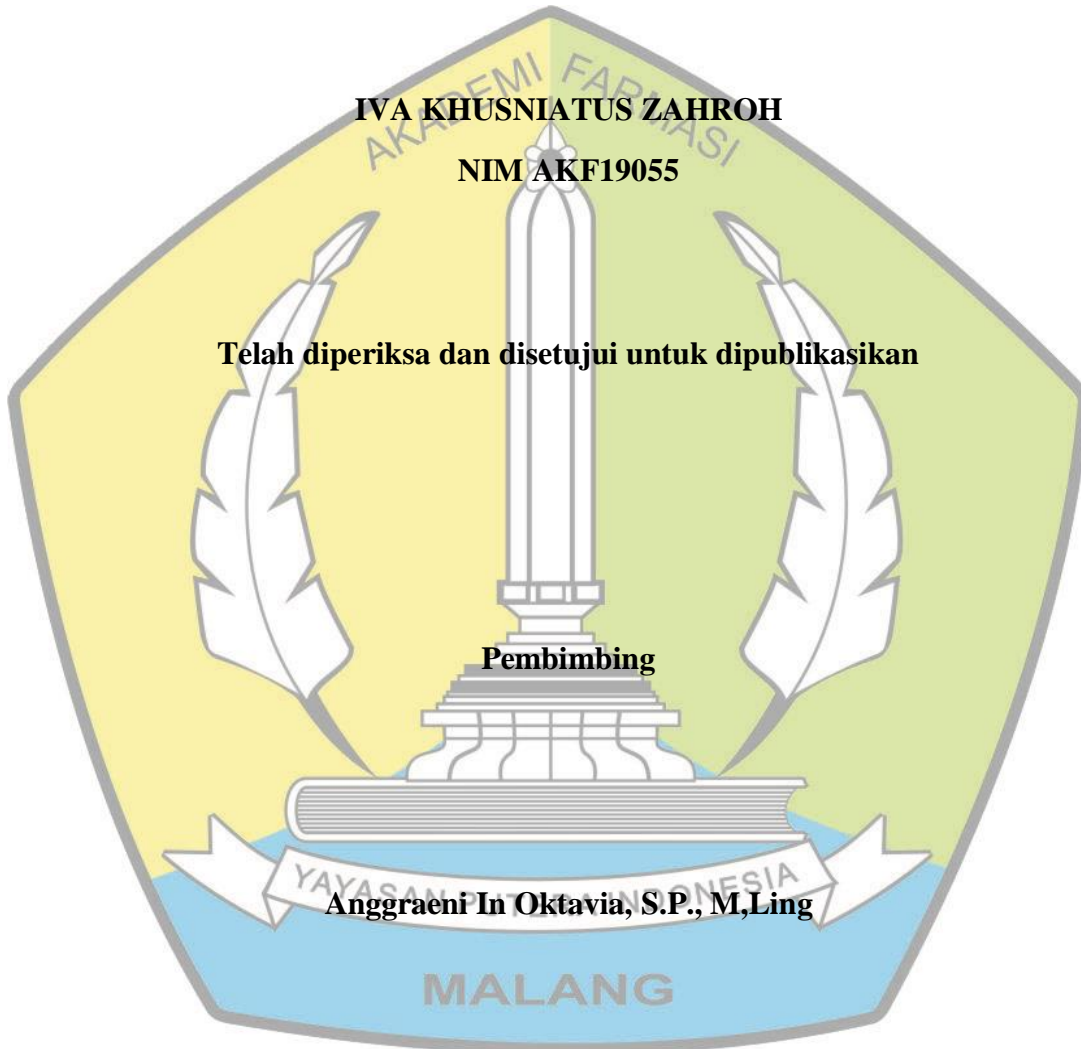 AKADEMI FARMASI
IVA KHUSNIATUS ZAHROH
NIM AKF19055
Telah diperiksa dan disetujui untuk dipublikasikan
Pembimbing
YAYASAN PUTERA INDONESIA
Anggraeni In Oktavia, S.P., M,Ling
MALANG